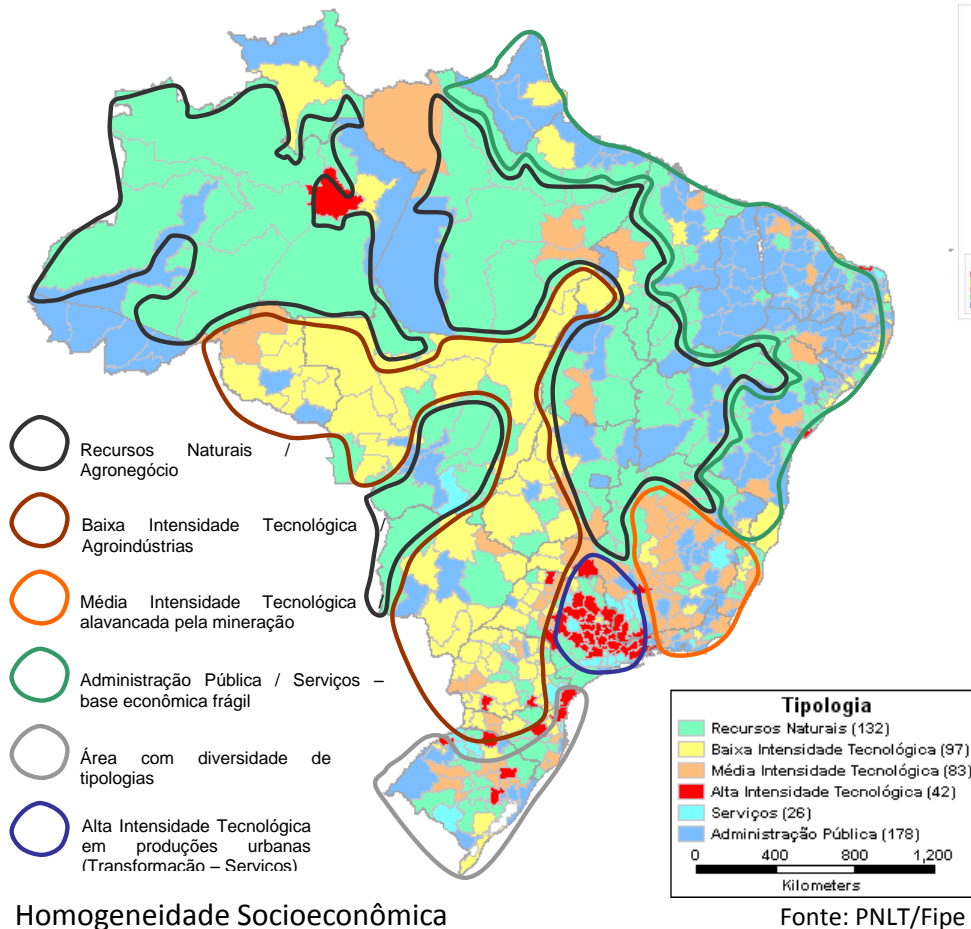 Recursos Naturais /
Agronegócio
Baixa Intensidade Tecnológica /
Agroindústrias
Média Intensidade Tecnológica /
alavancada pela mineração
Administração Pública / Serviços –
base econômica frágil
Área com diversidade de
tipologias
Alta Intensidade Tecnológica
em produções urbanas
(Transformação – Serviços)
Tipologia
Recursos Naturais (132)
Baixa Intensidade Tecnológica (97)
Média Intensidade Tecnológica (83)
Alta Intensidade Tecnológica (42)
Serviços (26)
Administração Pública (178)
0 400 800 1,200
Kilometers
Homogeneidade Socioeconômica
Fonte: PNLT/Fipe